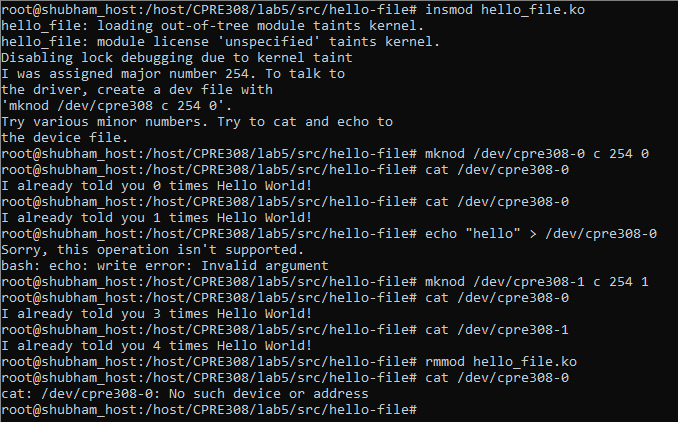 root@shubham_host:/host/CPRE308/lab5/src/hello-file# insmod hello_file.ko
hello_file: loading out-of-tree module taints kernel.
hello_file: module license 'unspecified' taints kernel.
Disabling lock debugging due to kernel taint
I was assigned major number 254. To talk to
the driver, create a dev file with
'mknod /dev/cpre308 c 254 0'.
Try various minor numbers. Try to cat and echo to
the device file.
root@shubham_host:/host/CPRE308/lab5/src/hello-file# mknod /dev/cpre308-0 c 254 0
root@shubham_host:/host/CPRE308/lab5/src/hello-file# cat /dev/cpre308-0
I already told you 0 times Hello World!
root@shubham_host:/host/CPRE308/lab5/src/hello-file# cat /dev/cpre308-0
I already told you 1 times Hello World!
root@shubham_host:/host/CPRE308/lab5/src/hello-file# echo "hello" > /dev/cpre308-0
Sorry, this operation isn't supported.
bash: echo: write error: Invalid argument
root@shubham_host:/host/CPRE308/lab5/src/hello-file# mknod /dev/cpre308-1 c 254 1
root@shubham_host:/host/CPRE308/lab5/src/hello-file# cat /dev/cpre308-0
I already told you 3 times Hello World!
root@shubham_host:/host/CPRE308/lab5/src/hello-file# cat /dev/cpre308-1
I already told you 4 times Hello World!
root@shubham_host:/host/CPRE308/lab5/src/hello-file# rmmod hello_file.ko
root@shubham_host:/host/CPRE308/lab5/src/hello-file# cat /dev/cpre308-0
cat: /dev/cpre308-0: No such device or address
root@shubham_host:/host/CPRE308/lab5/src/hello-file#